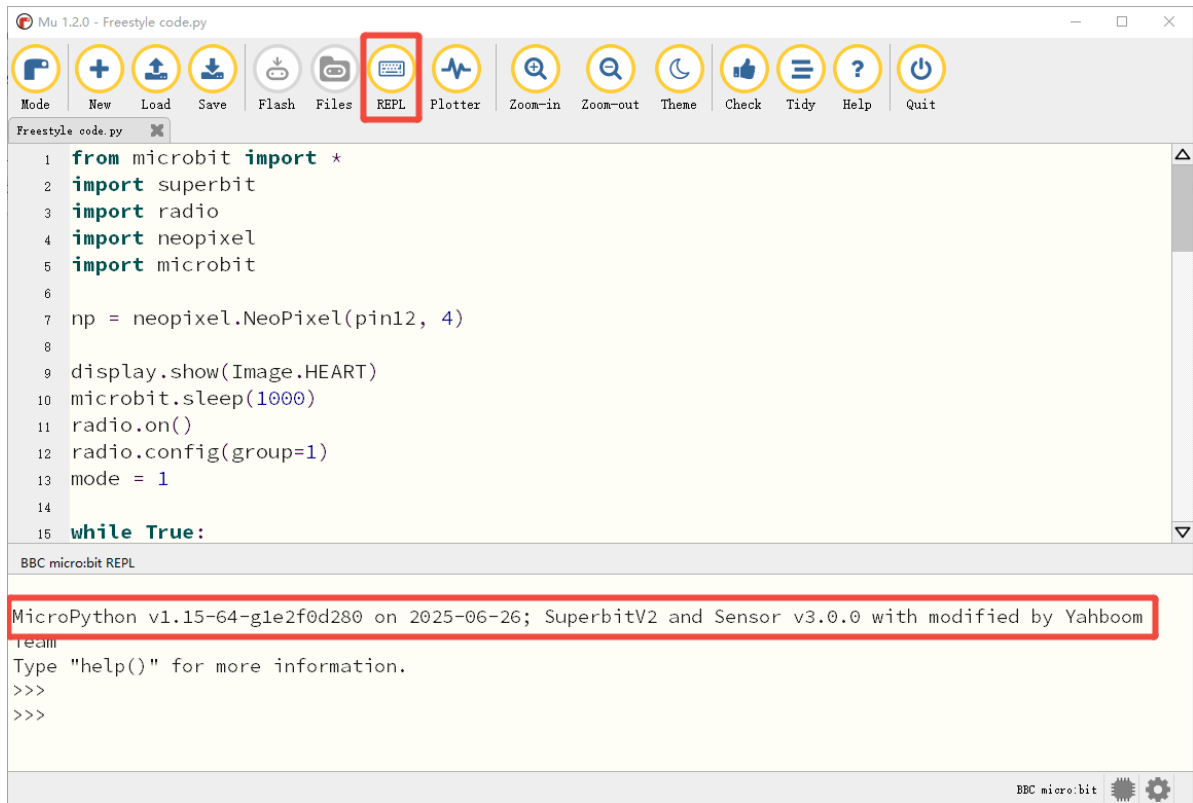 Mu 1.2.0 - Freestyle code.py
Mode New Load Save Flash Files REPL Plotter Zoom-in Zoom-out Theme Check Tidy Help Quit
Freestyle code.py
1 from microbit import *
2 import superbit
3 import radio
4 import neopixel
5 import microbit
6
7 np = neopixel.NeoPixel(pin12, 4)
8
9 display.show(Image.HEART)
10 microbit.sleep(1000)
11 radio.on()
12 radio.config(group=1)
13 mode = 1
14
15 while True:
BBC micro:bit REPL
MicroPython v1.15-64-g1e2f0d280 on 2025-06-26; SuperbitV2 and Sensor v3.0.0 with modified by Yahboom
Team
Type "help()" for more information.
>>>
>>>
BBC micro:bit